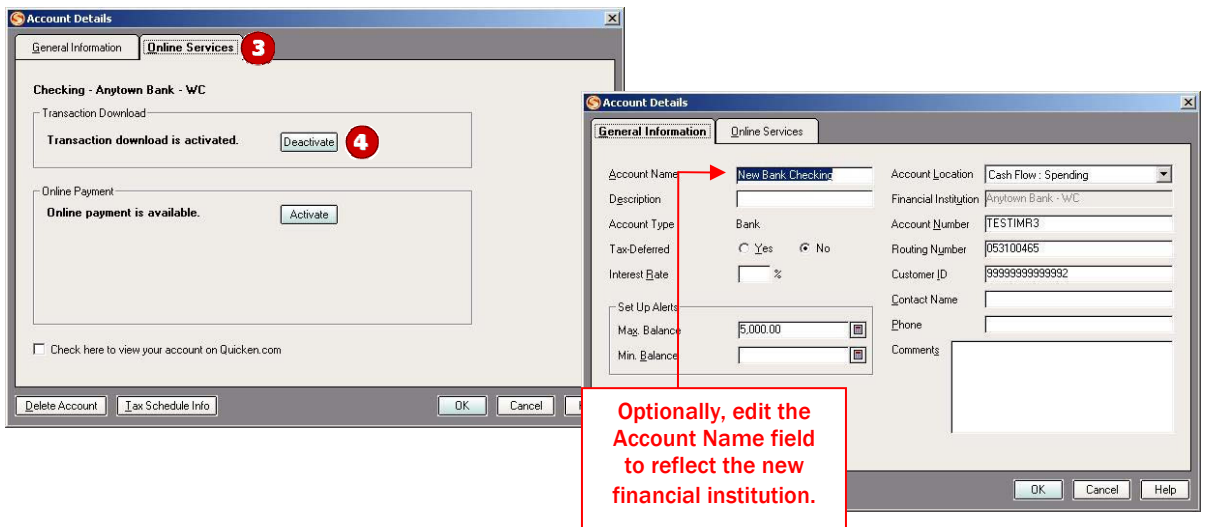 Account Details
General Information
Online Services
3
Checking - Anytown Bank - WC
Transaction Download
Transaction download is activated.
Deactivate
4
Online Payment
Online payment is available.
Activate
Check here to view your account on Quicken.com
Delete Account
Tax Schedule Info
OK
Cancel
Account Details
General Information
Online Services
Account Name
New Bank Checking
Description
Account Type
Bank
Tax-Deferred
Yes
No
Interest Rate
%
Set Up Alerts
Max. Balance
5,000.00
Min. Balance
Account Location
Cash Flow : Spending
Financial Institution
Anytown Bank - WC
Account Number
TESTIMR3
Routing Number
053100465
Customer ID
99999999999992
Contact Name
Phone
Comments
Optionally, edit the
Account Name field
to reflect the new
financial institution.
OK
Cancel
Help